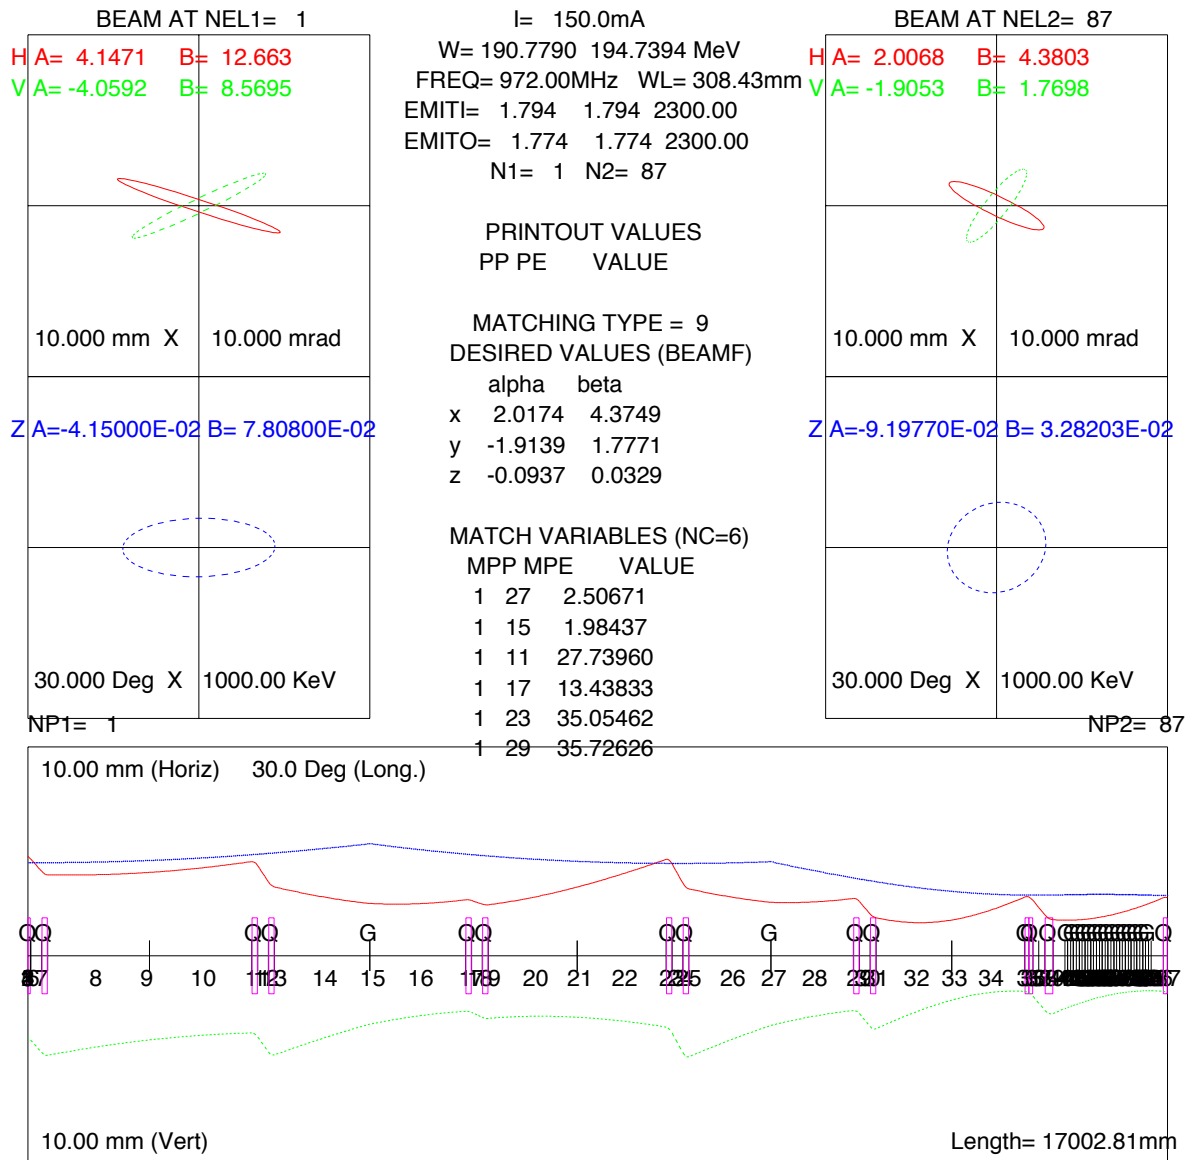 BEAM AT NEL1= 1
H A= 4.1471 B= 12.663
V A= -4.0592 B= 8.5695
10.000 mm X 10.000 mrad
Z A=-4.15000E-02 B= 7.80800E-02
30.000 Deg X 1000.00 KeV
NP1= 1
I= 150.0mA
W= 190.7790 194.7394 MeV
FREQ= 972.00MHz WL= 308.43mm
EMITI= 1.794 1.794 2300.00
EMITO= 1.774 1.774 2300.00
N1= 1 N2= 87
PRINTOUT VALUES
PP PE VALUE
MATCHING TYPE = 9
DESIRED VALUES (BEAMF)
alpha beta
x 2.0174 4.3749
y -1.9139 1.7771
z -0.0937 0.0329
MATCH VARIABLES (NC=6)
MPP MPE VALUE
1 27 2.50671
1 15 1.98437
1 11 27.73960
1 17 13.43833
1 23 35.05462
1 29 35.72626
BEAM AT NEL2= 87
H A= 2.0068 B= 4.3803
V A= -1.9053 B= 1.7698
10.000 mm X 10.000 mrad
Z A=-9.19770E-02 B= 3.28203E-02
30.000 Deg X 1000.00 KeV
NP2= 87
10.00 mm (Horiz) 30.0 Deg (Long.)
Q Q Q Q G Q Q Q Q G Q Q Q Q Q G Q
7 8 9 10 11 13 14 15 16 17 19 20 21 22 23 24 26 27 28 29 31 32 33 34
10.00 mm (Vert)
Length= 17002.81mm